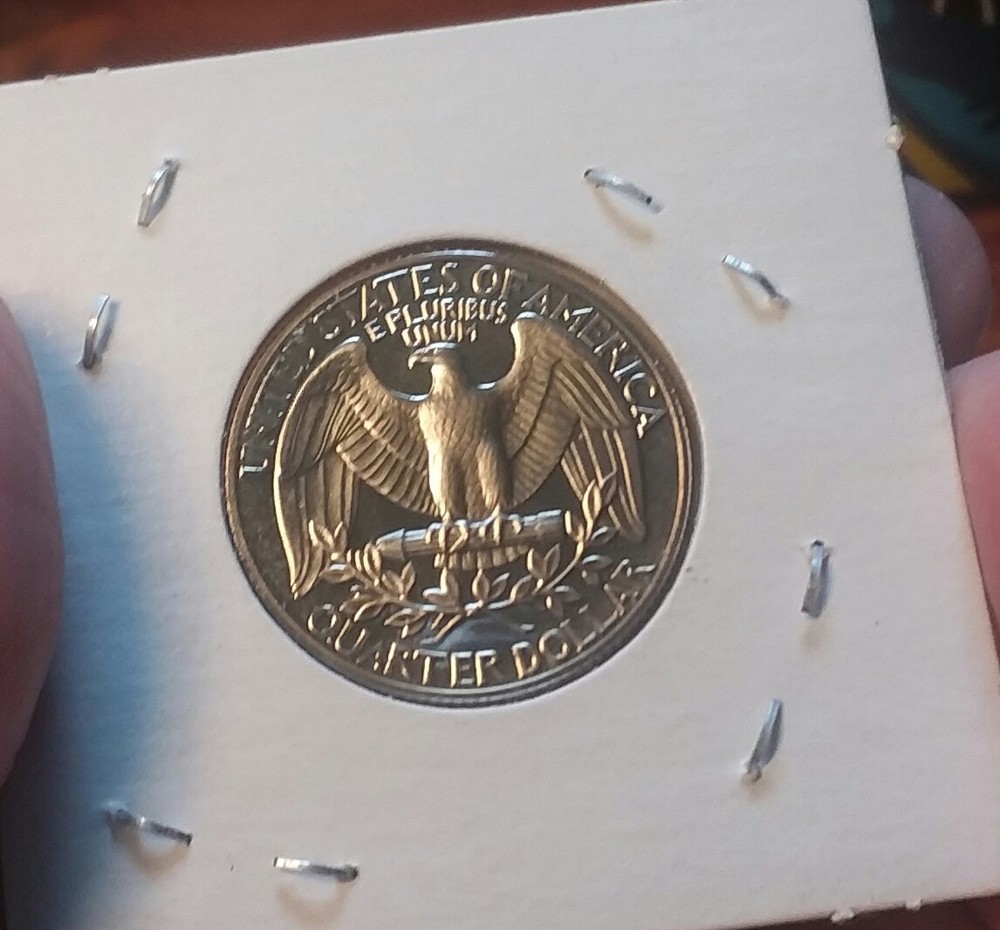 UNITED STATES OF AMERICA
E PLURIBUS
UNUM
QUARTER DOLLAR